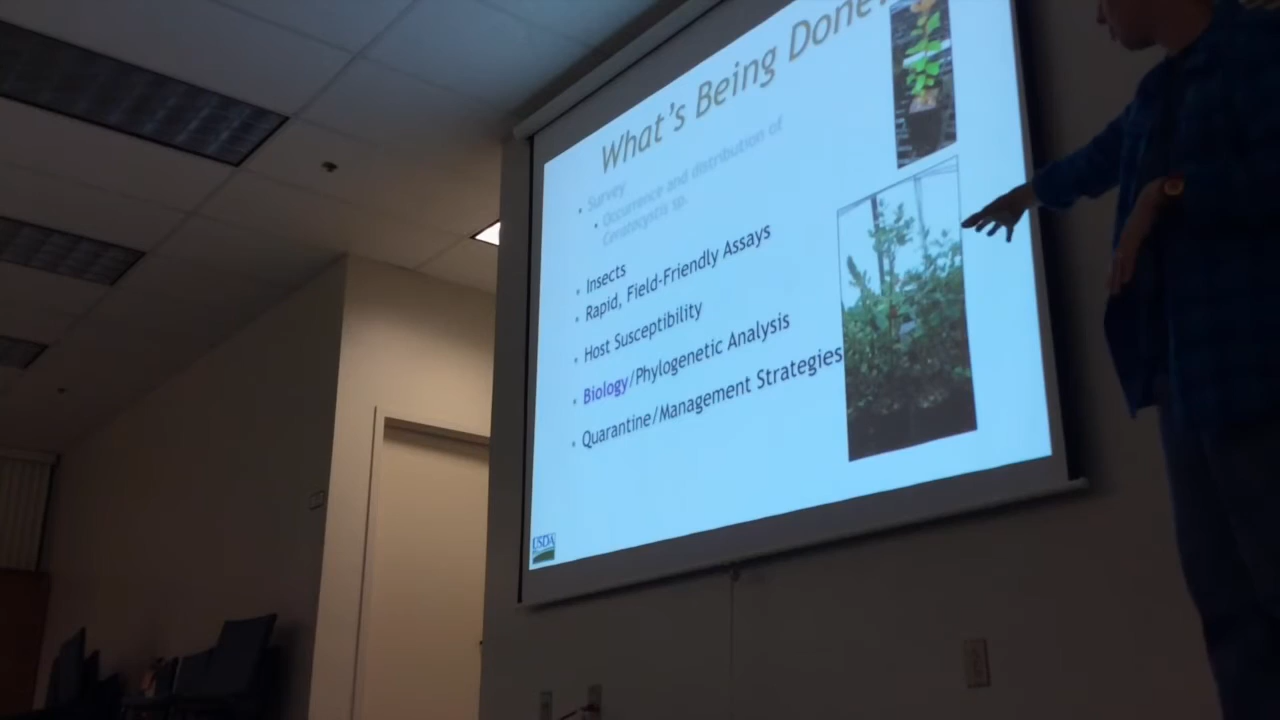 What's Being Done?
• Survey
• Occurrence and distribution of
Ceratocystis sp.
• Insects
• Rapid, Field-Friendly Assays
• Host Susceptibility
• Biology/Phylogenetic Analysis
• Quarantine/Management Strategies
USDA